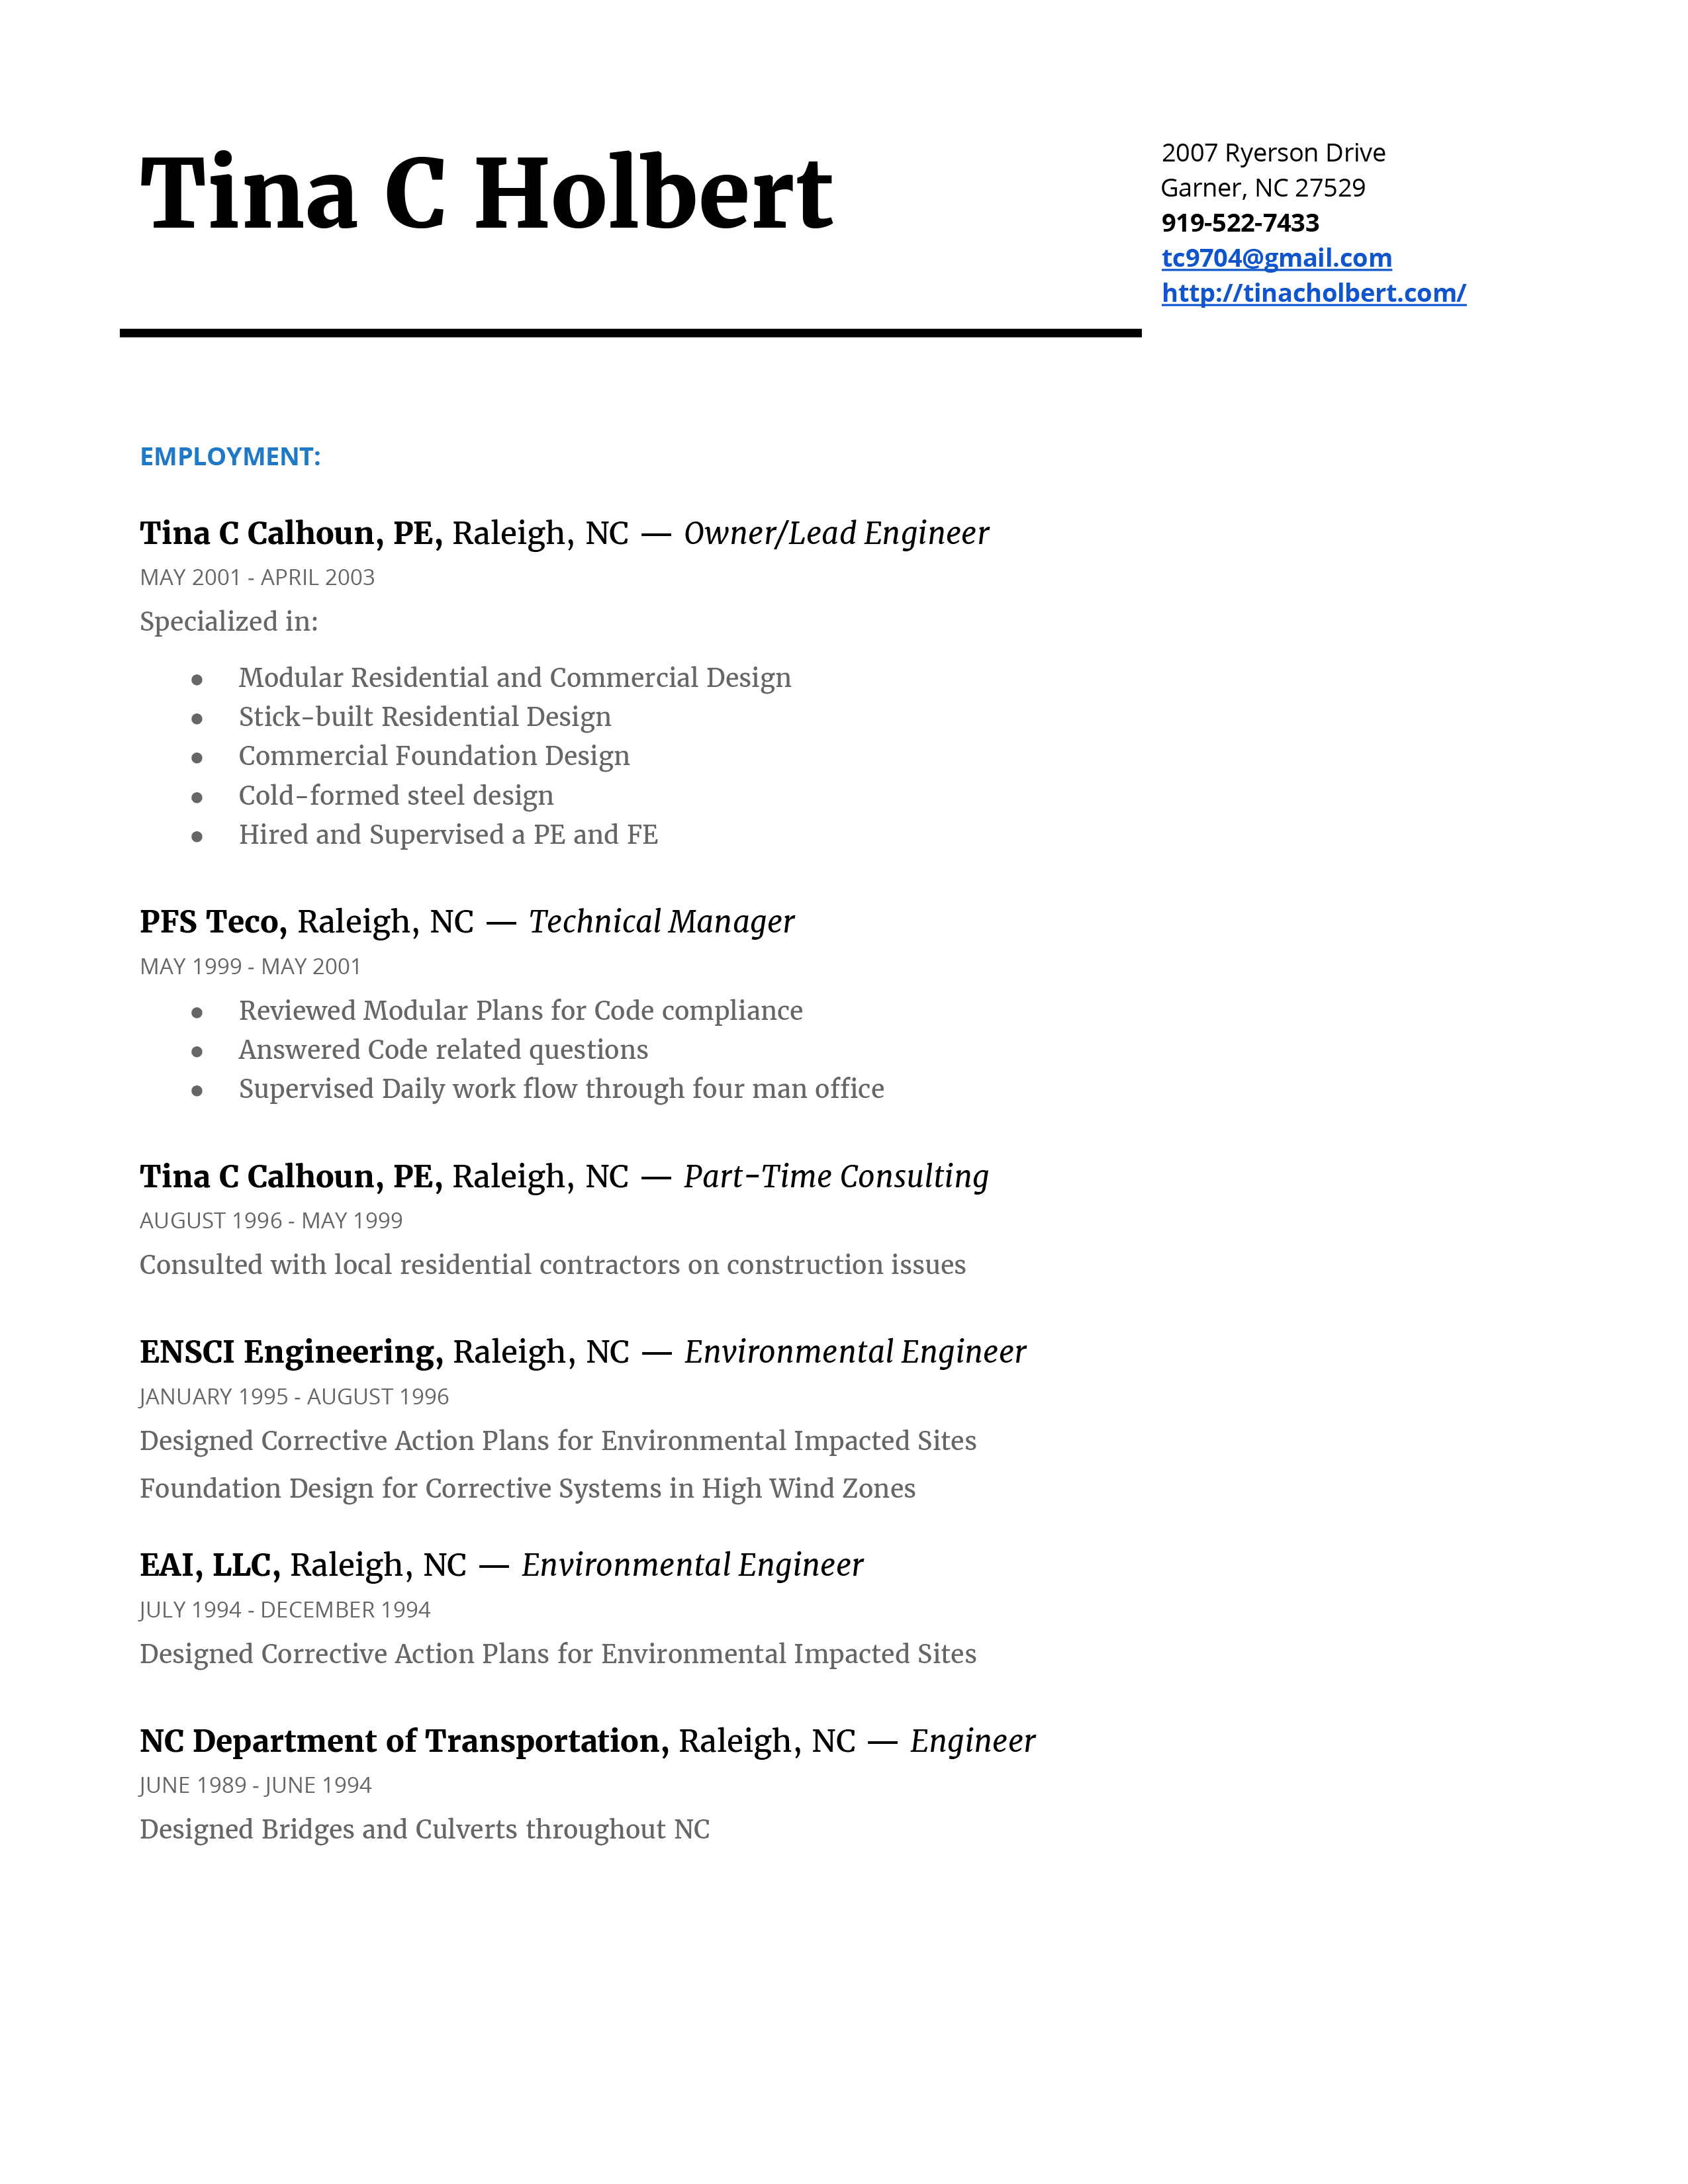 Tina C Holbert
2007 Ryerson Drive
Garner, NC 27529
919-522-7433
tc9704@gmail.com
http://tinacholbert.com/
EMPLOYMENT:
Tina C Calhoun, PE, Raleigh, NC — Owner/Lead Engineer
MAY 2001 - APRIL 2003
Specialized in:
● Modular Residential and Commercial Design
● Stick-built Residential Design
● Commercial Foundation Design
● Cold-formed steel design
● Hired and Supervised a PE and FE
PFS Teco, Raleigh, NC — Technical Manager
MAY 1999 - MAY 2001
● Reviewed Modular Plans for Code compliance
● Answered Code related questions
● Supervised Daily work flow through four man office
Tina C Calhoun, PE, Raleigh, NC — Part-Time Consulting
AUGUST 1996 - MAY 1999
Consulted with local residential contractors on construction issues
ENSCI Engineering, Raleigh, NC — Environmental Engineer
JANUARY 1995 - AUGUST 1996
Designed Corrective Action Plans for Environmental Impacted Sites
Foundation Design for Corrective Systems in High Wind Zones
EAI, LLC, Raleigh, NC — Environmental Engineer
JULY 1994 - DECEMBER 1994
Designed Corrective Action Plans for Environmental Impacted Sites
NC Department of Transportation, Raleigh, NC — Engineer
JUNE 1989 - JUNE 1994
Designed Bridges and Culverts throughout NC